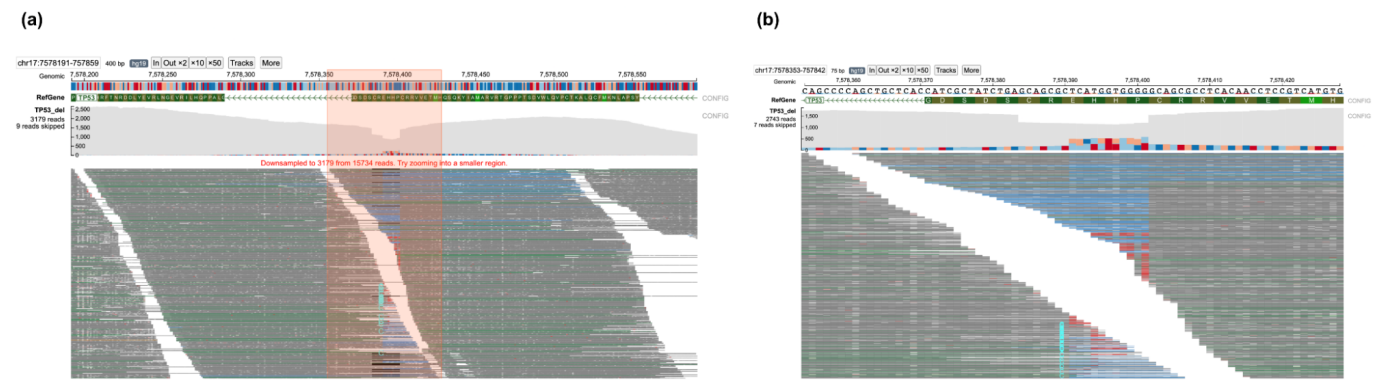 (a)
(b)
chr17:7578191-757859 400 bp hg19 In Out ×2 ×10 ×50 Tracks More
7,578,200 7,578,300 7,578,350 7,578,400 7,578,450 7,578,500 7,578,550
Genomic
RefGene
TP53
CONFIG
TP53_del
3179 reads
9 reads skipped
2,500
2,000
1,500
1,000
500
0
CONFIG
Downsampled to 3179 from 15734 reads. Try zooming into a smaller region.
chr17:7578353-757842 75 bp hg19 In Out ×2 ×10 ×50 Tracks More
7,578,360 7,578,370 7,578,380 7,578,390 7,578,400 7,578,410 7,578,420
Genomic
CAGCCCCAGCTGCTCACCATCGCTATCTGAGCAGCGCTCATGGTGGGGGCAGCGCCTCACAACCTCCGTCATGTG
RefGene
TP53
G D S D S C R E H H P C R R V V E T M H
CONFIG
TP53_del
2743 reads
7 reads skipped
1,500
1,000
500
0
CONFIG